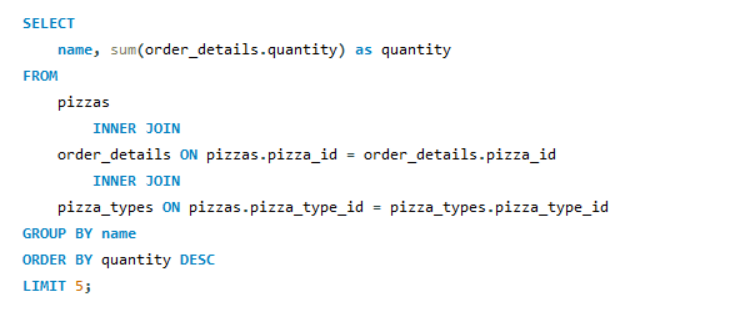 SELECT
    name, sum(order_details.quantity) as quantity
FROM
    pizzas
        INNER JOIN
    order_details ON pizzas.pizza_id = order_details.pizza_id
        INNER JOIN
    pizza_types ON pizzas.pizza_type_id = pizza_types.pizza_type_id
GROUP BY name
ORDER BY quantity DESC
LIMIT 5;